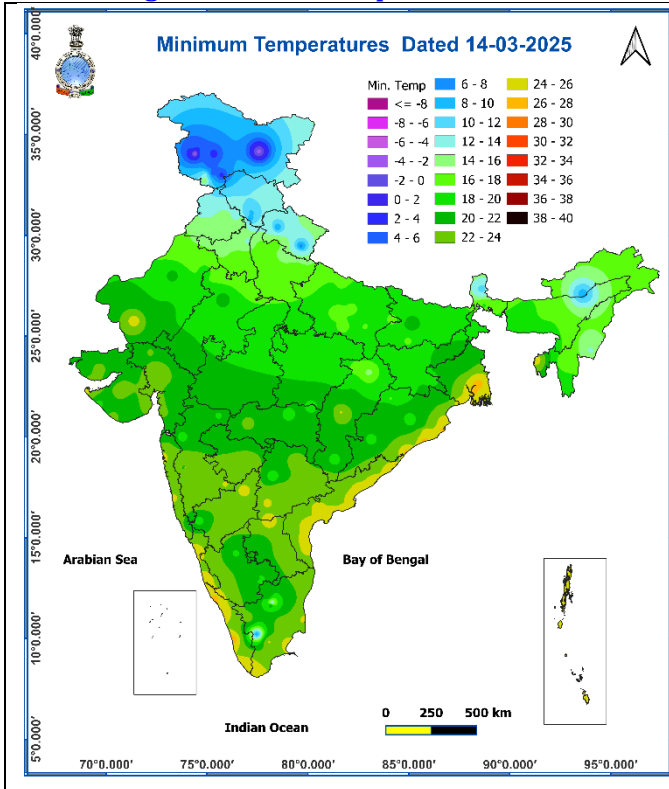 Minimum Temperatures Dated 14-03-2025
Min. Temp
<= -8
-8 - -6
-6 - -4
-4 - -2
-2 - 0
0 - 2
2 - 4
4 - 6
6 - 8
8 - 10
10 - 12
12 - 14
14 - 16
16 - 18
18 - 20
20 - 22
22 - 24
24 - 26
26 - 28
28 - 30
30 - 32
32 - 34
34 - 36
36 - 38
38 - 40
40°0.000'
35°0.000'
30°0.000'
25°0.000'
20°0.000'
15°0.000'
10°0.000'
5°0.000'
Arabian Sea
Bay of Bengal
Indian Ocean
0 250 500 km
70°0.000' 75°0.000' 80°0.000' 85°0.000' 90°0.000' 95°0.000'